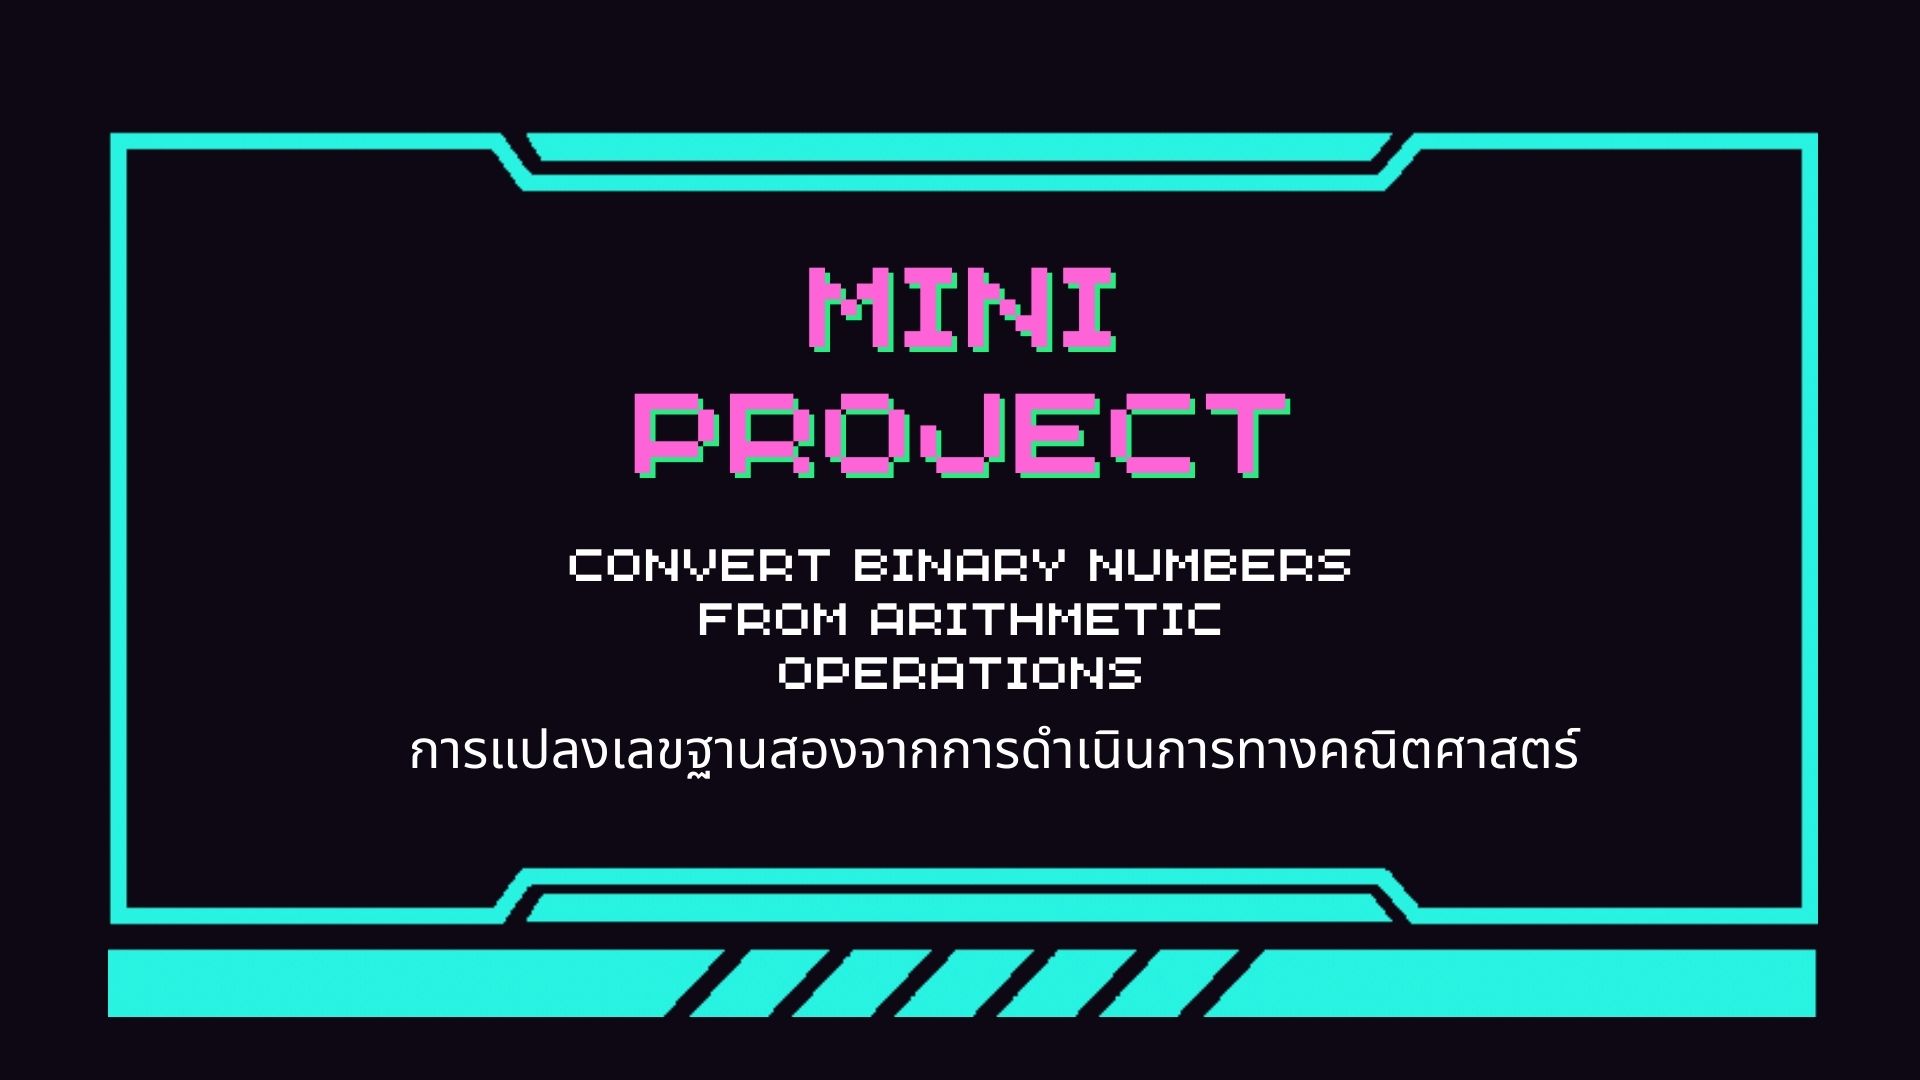 MINI
PROJECT
CONVERT BINARY NUMBERS
FROM ARITHMETIC
OPERATIONS
การแปลงเลขฐานสองจากการดำเนินการทางคณิตศาสตร์